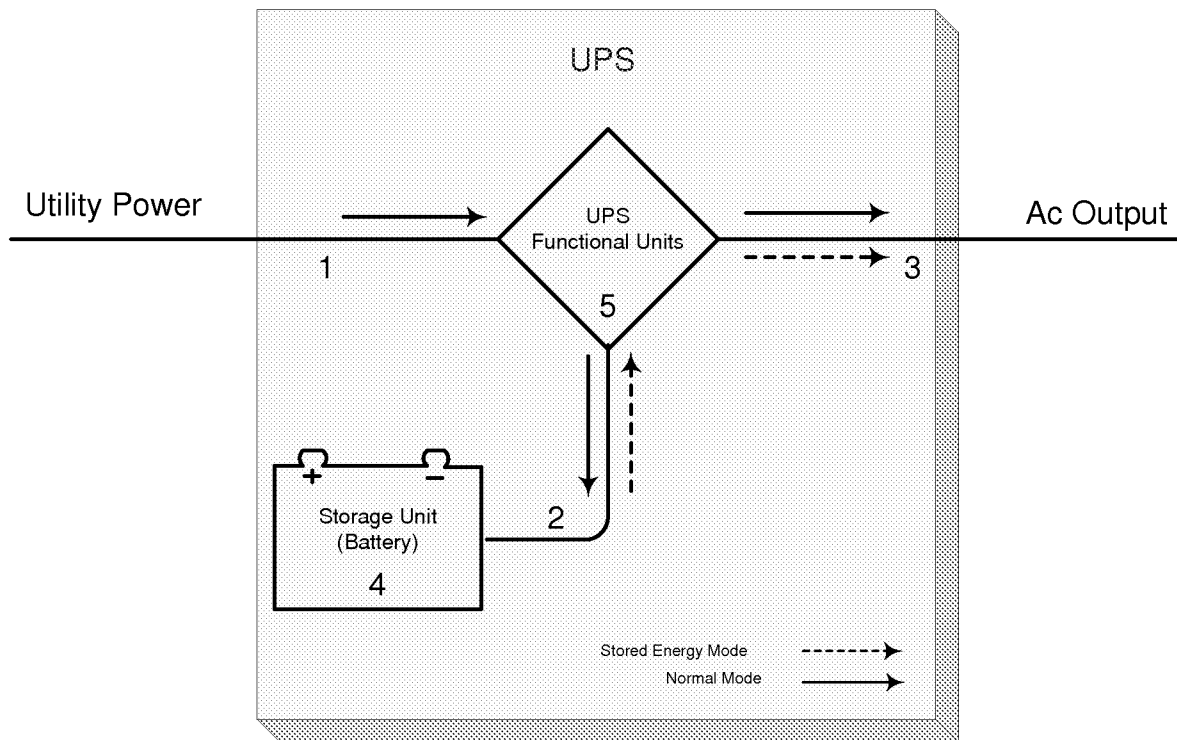 UPS
Utility Power
UPS
Functional Units
Ac Output
1
3
5
2
+ −
Storage Unit
(Battery)
4
Stored Energy Mode
Normal Mode